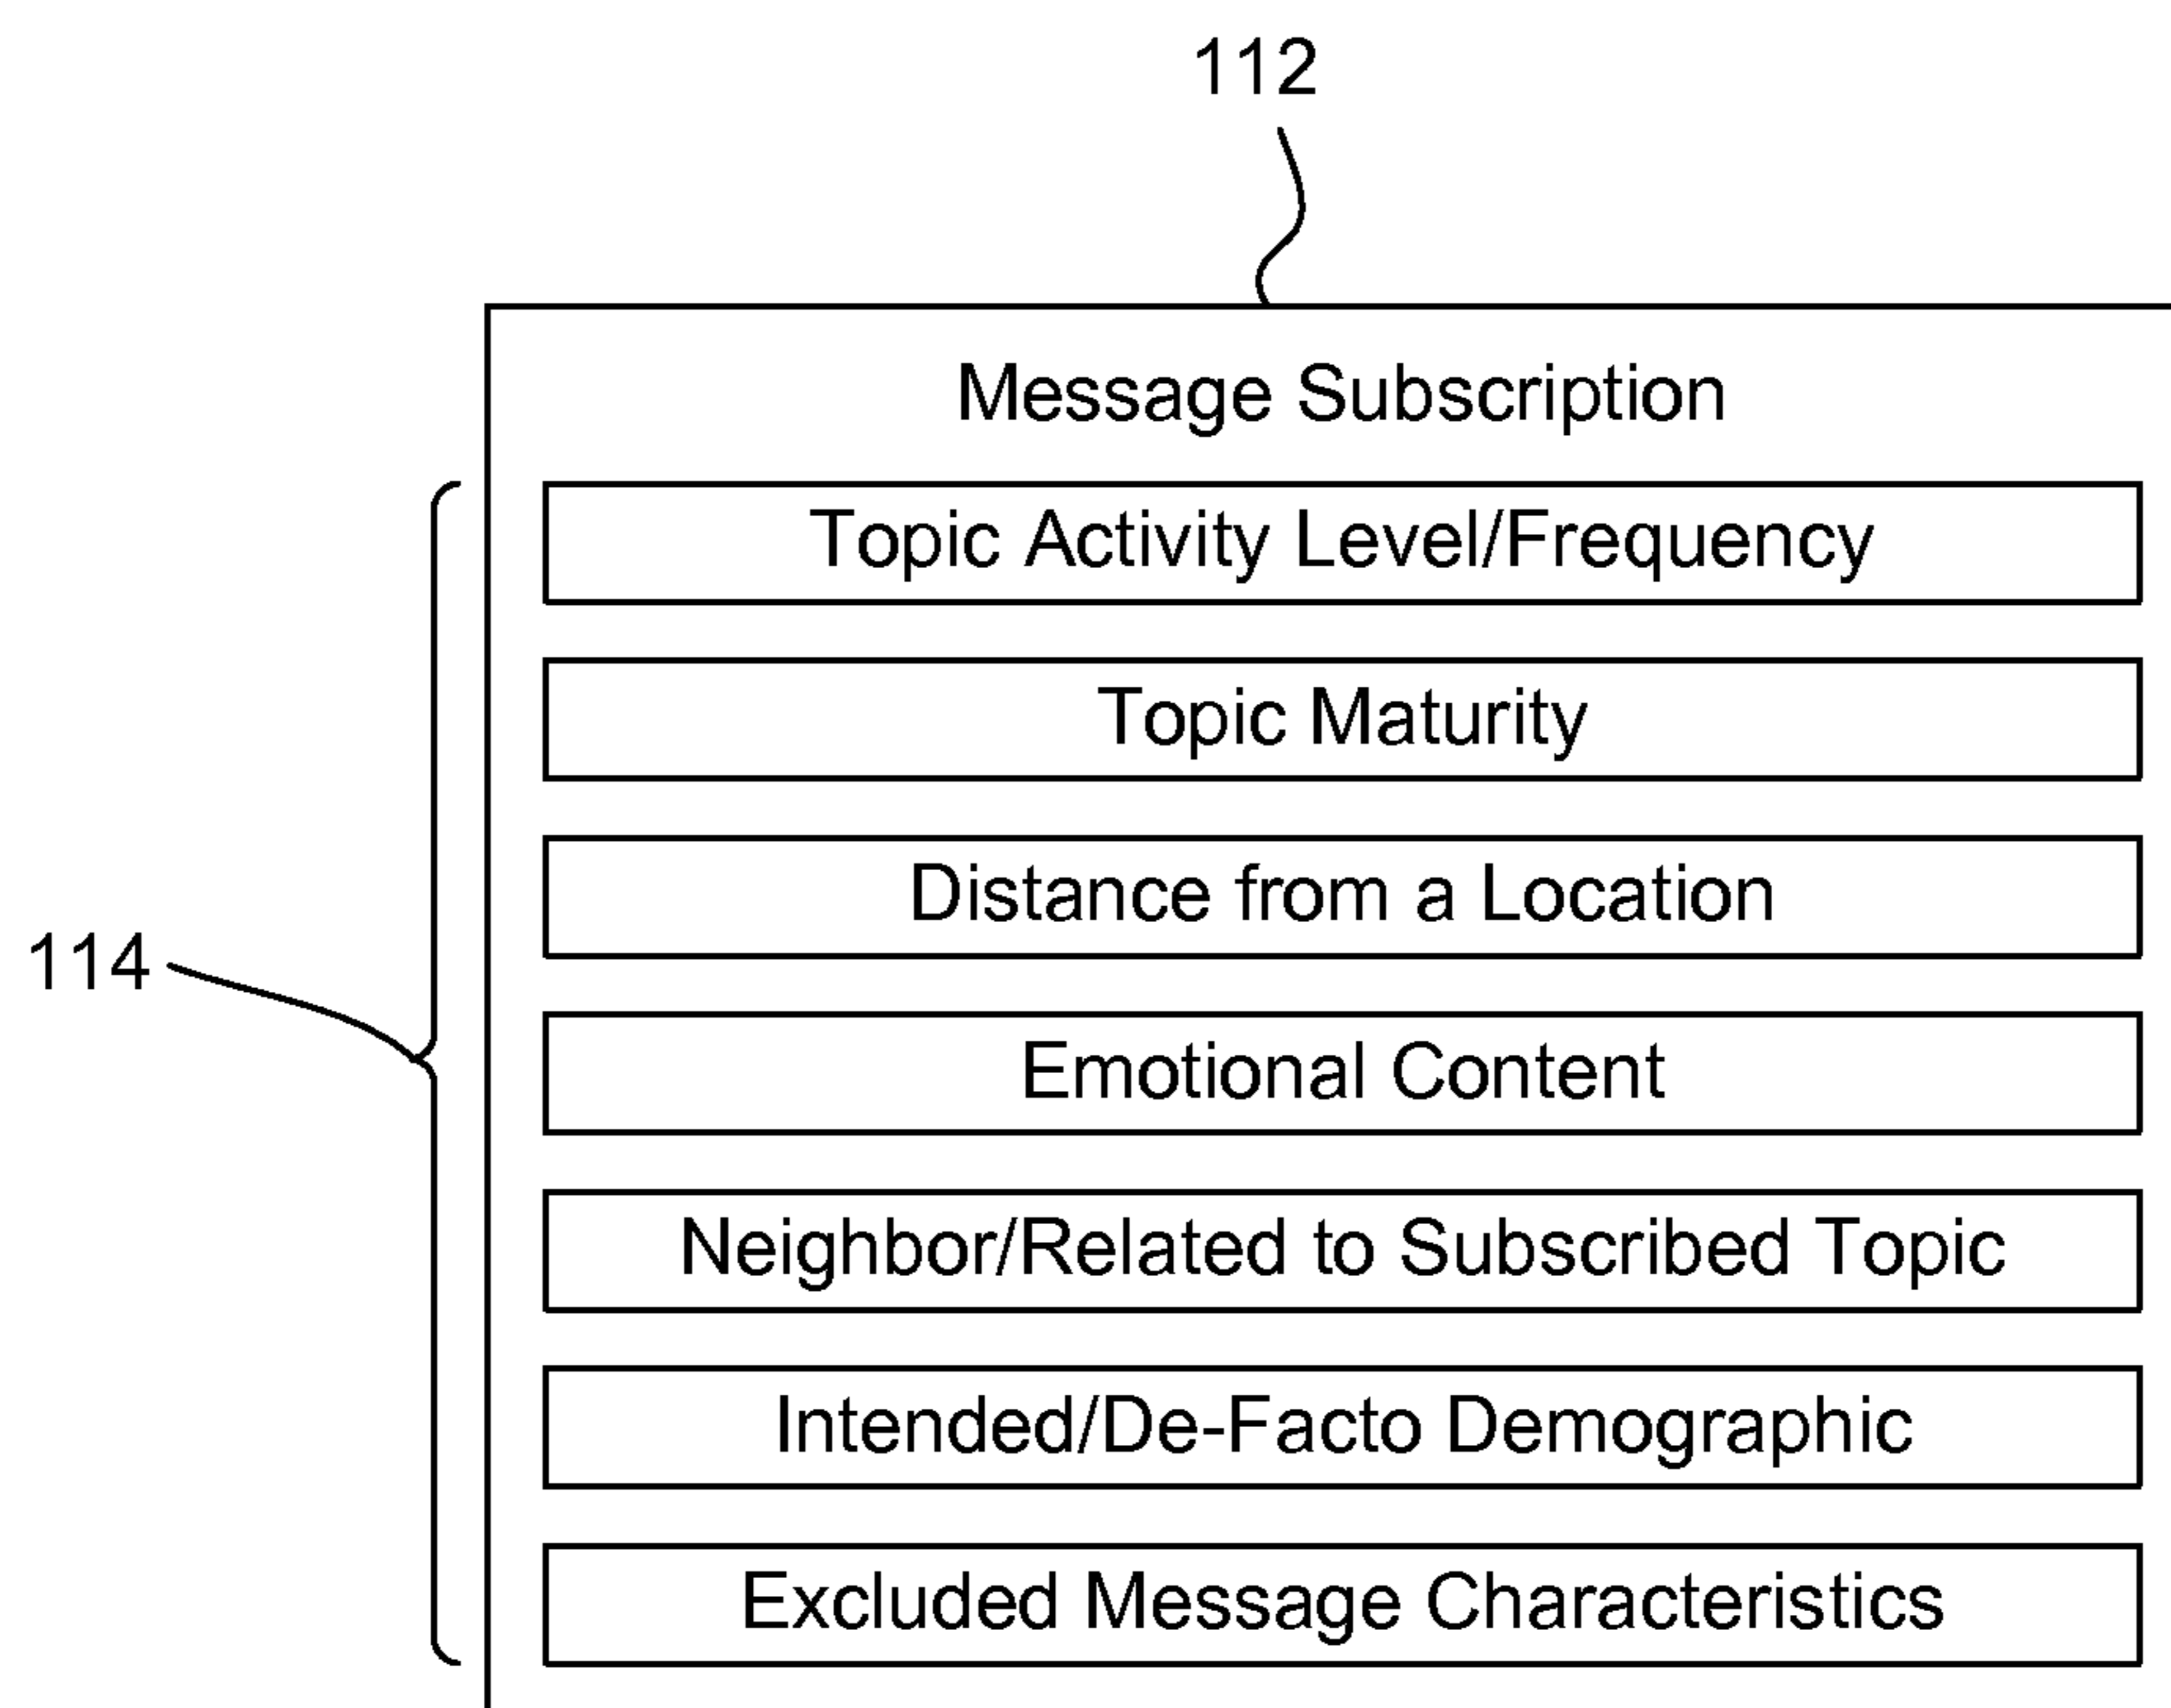 112
Message Subscription
Topic Activity Level/Frequency
Topic Maturity
Distance from a Location
114
Emotional Content
Neighbor/Related to Subscribed Topic
Intended/De-Facto Demographic
Excluded Message Characteristics